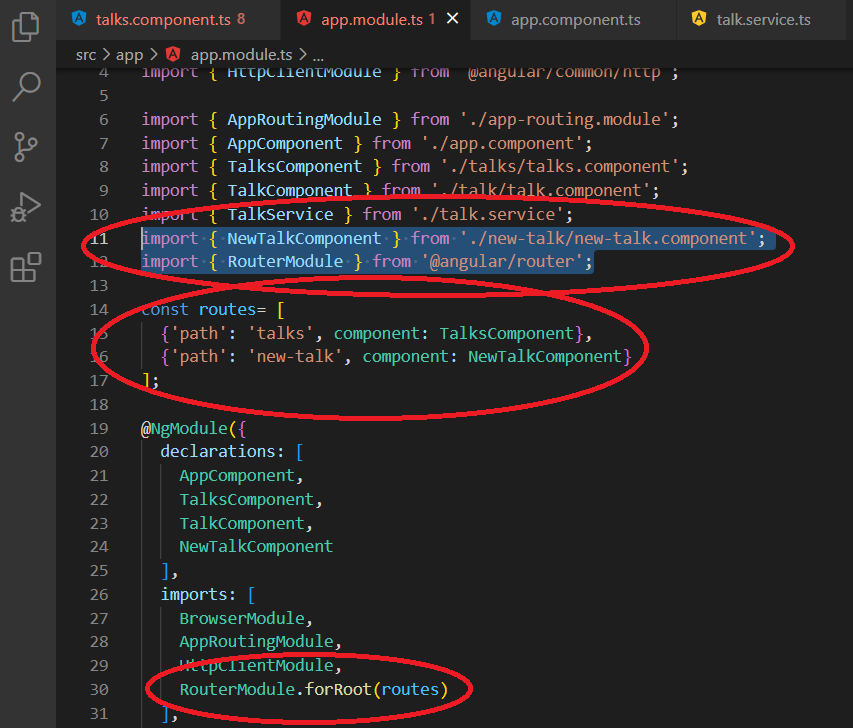 talks.component.ts 8
app.module.ts 1
app.component.ts
talk.service.ts
src > app > app.module.ts > ...
4 import { HttpClientModule } from '@angular/common/http';
5
6 import { AppRoutingModule } from './app-routing.module';
7 import { AppComponent } from './app.component';
8 import { TalksComponent } from './talks/talks.component';
9 import { TalkComponent } from './talk/talk.component';
10 import { TalkService } from './talk.service';
11 import { NewTalkComponent } from './new-talk/new-talk.component';
12 import { RouterModule } from '@angular/router';
13
14 const routes= [
15 {'path': 'talks', component: TalksComponent},
16 {'path': 'new-talk', component: NewTalkComponent}
17 ];
18
19 @NgModule({
20 declarations: [
21 AppComponent,
22 TalksComponent,
23 TalkComponent,
24 NewTalkComponent
25 ],
26 imports: [
27 BrowserModule,
28 AppRoutingModule,
29 HttpClientModule,
30 RouterModule.forRoot(routes)
31 ],